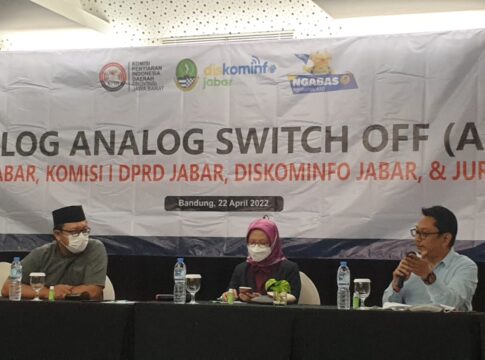 KOMISI
PENYIARAN
INDONESIA
DAERAH
JAWA BARAT
diskominfo
jabar
NGABAS
LOG ANALOG SWITCH OFF (A
ABAR, KOMISI I DPRD JABAR, DISKOMINFO JABAR, & JUR
Bandung, 22 April 2022